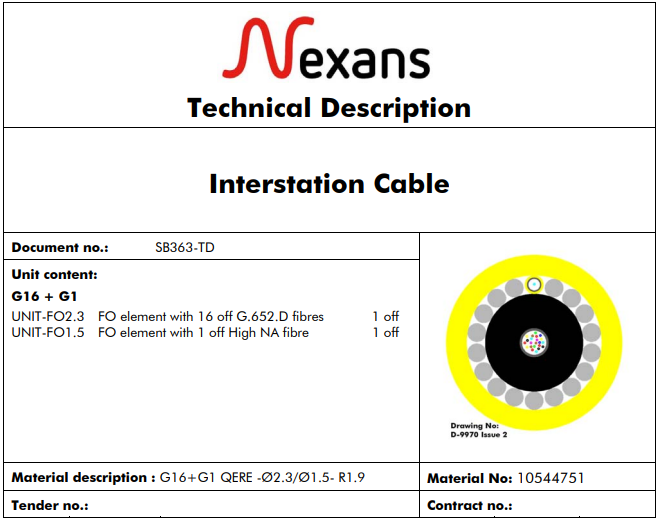 Nexans
Technical Description
Interstation Cable
Document no.: SB363-TD
Unit content:
G16 + G1
UNIT-FO2.3 FO element with 16 off G.652.D fibres 1 off
UNIT-FO1.5 FO element with 1 off High NA fibre 1 off
Drawing No:
D-9970 Issue 2
Material description : G16+G1 QERE -Ø2.3/Ø1.5- R1.9
Material No: 10544751
Tender no.:
Contract no.: